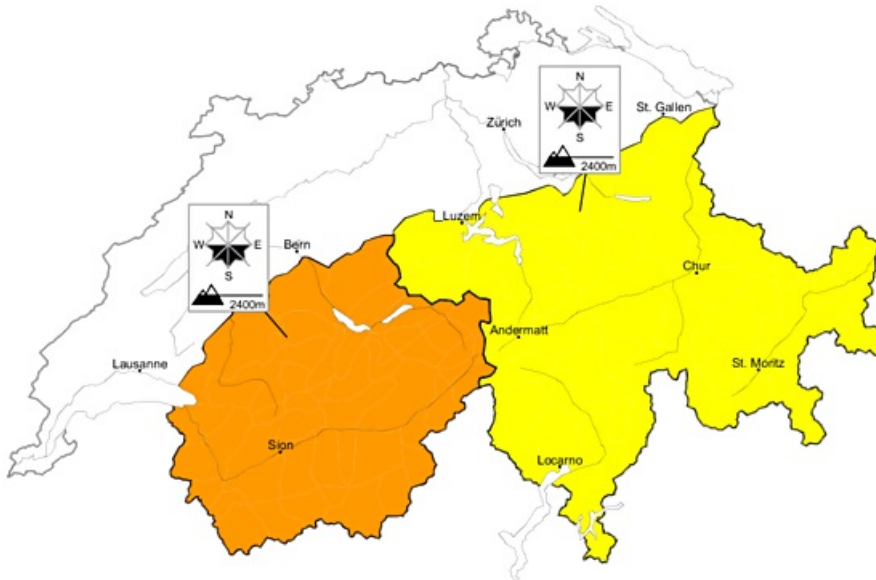 N
W E
S
2400m
St. Gallen
Zürich
Luzern
N
W E
S
2400m
Bern
Chur
Andermatt
Lausanne
St. Moritz
Sion
Locarno